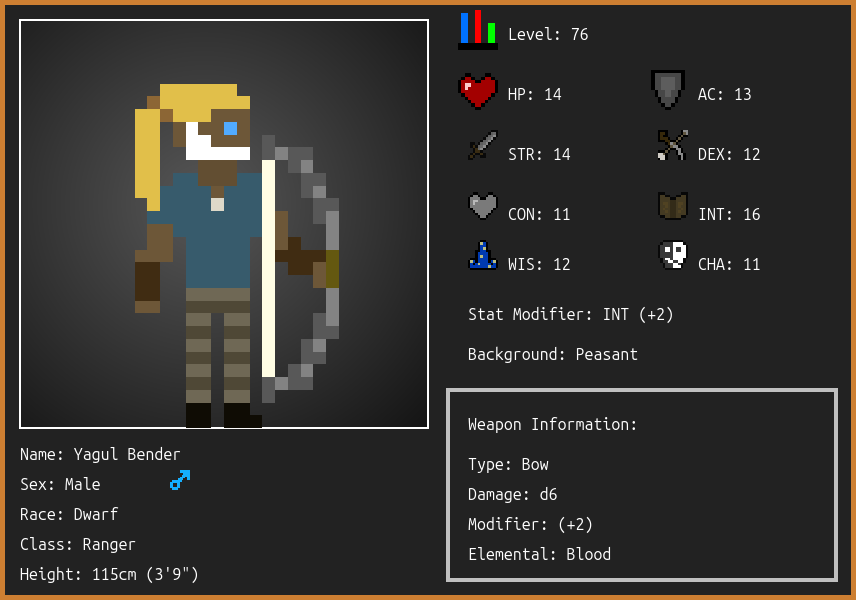 Level: 76
HP: 14
AC: 13
STR: 14
DEX: 12
CON: 11
INT: 16
WIS: 12
CHA: 11
Stat Modifier: INT (+2)
Background: Peasant
Weapon Information:
Type: Bow
Damage: d6
Modifier: (+2)
Elemental: Blood
Name: Yagul Bender
Sex: Male
Race: Dwarf
Class: Ranger
Height: 115cm (3'9")